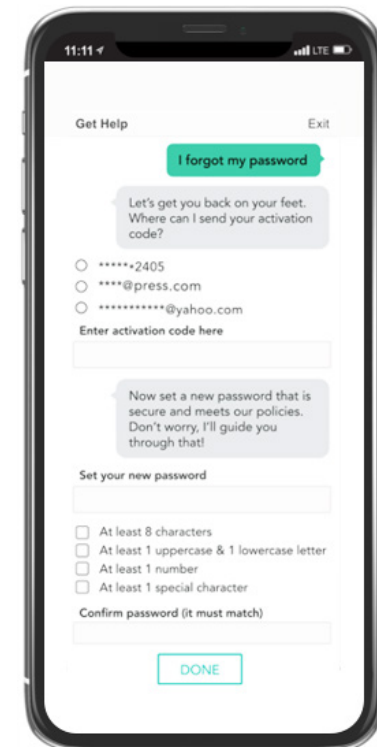 11:11 LTE
Get Help Exit
I forgot my password
Let's get you back on your feet.
Where can I send your activation
code?
*****+2405
****@press.com
***********@yahoo.com
Enter activation code here
Now set a new password that is
secure and meets our policies.
Don't worry, I'll guide you
through that!
Set your new password
At least 8 characters
At least 1 uppercase & 1 lowercase letter
At least 1 number
At least 1 special character
Confirm password (it must match)
DONE